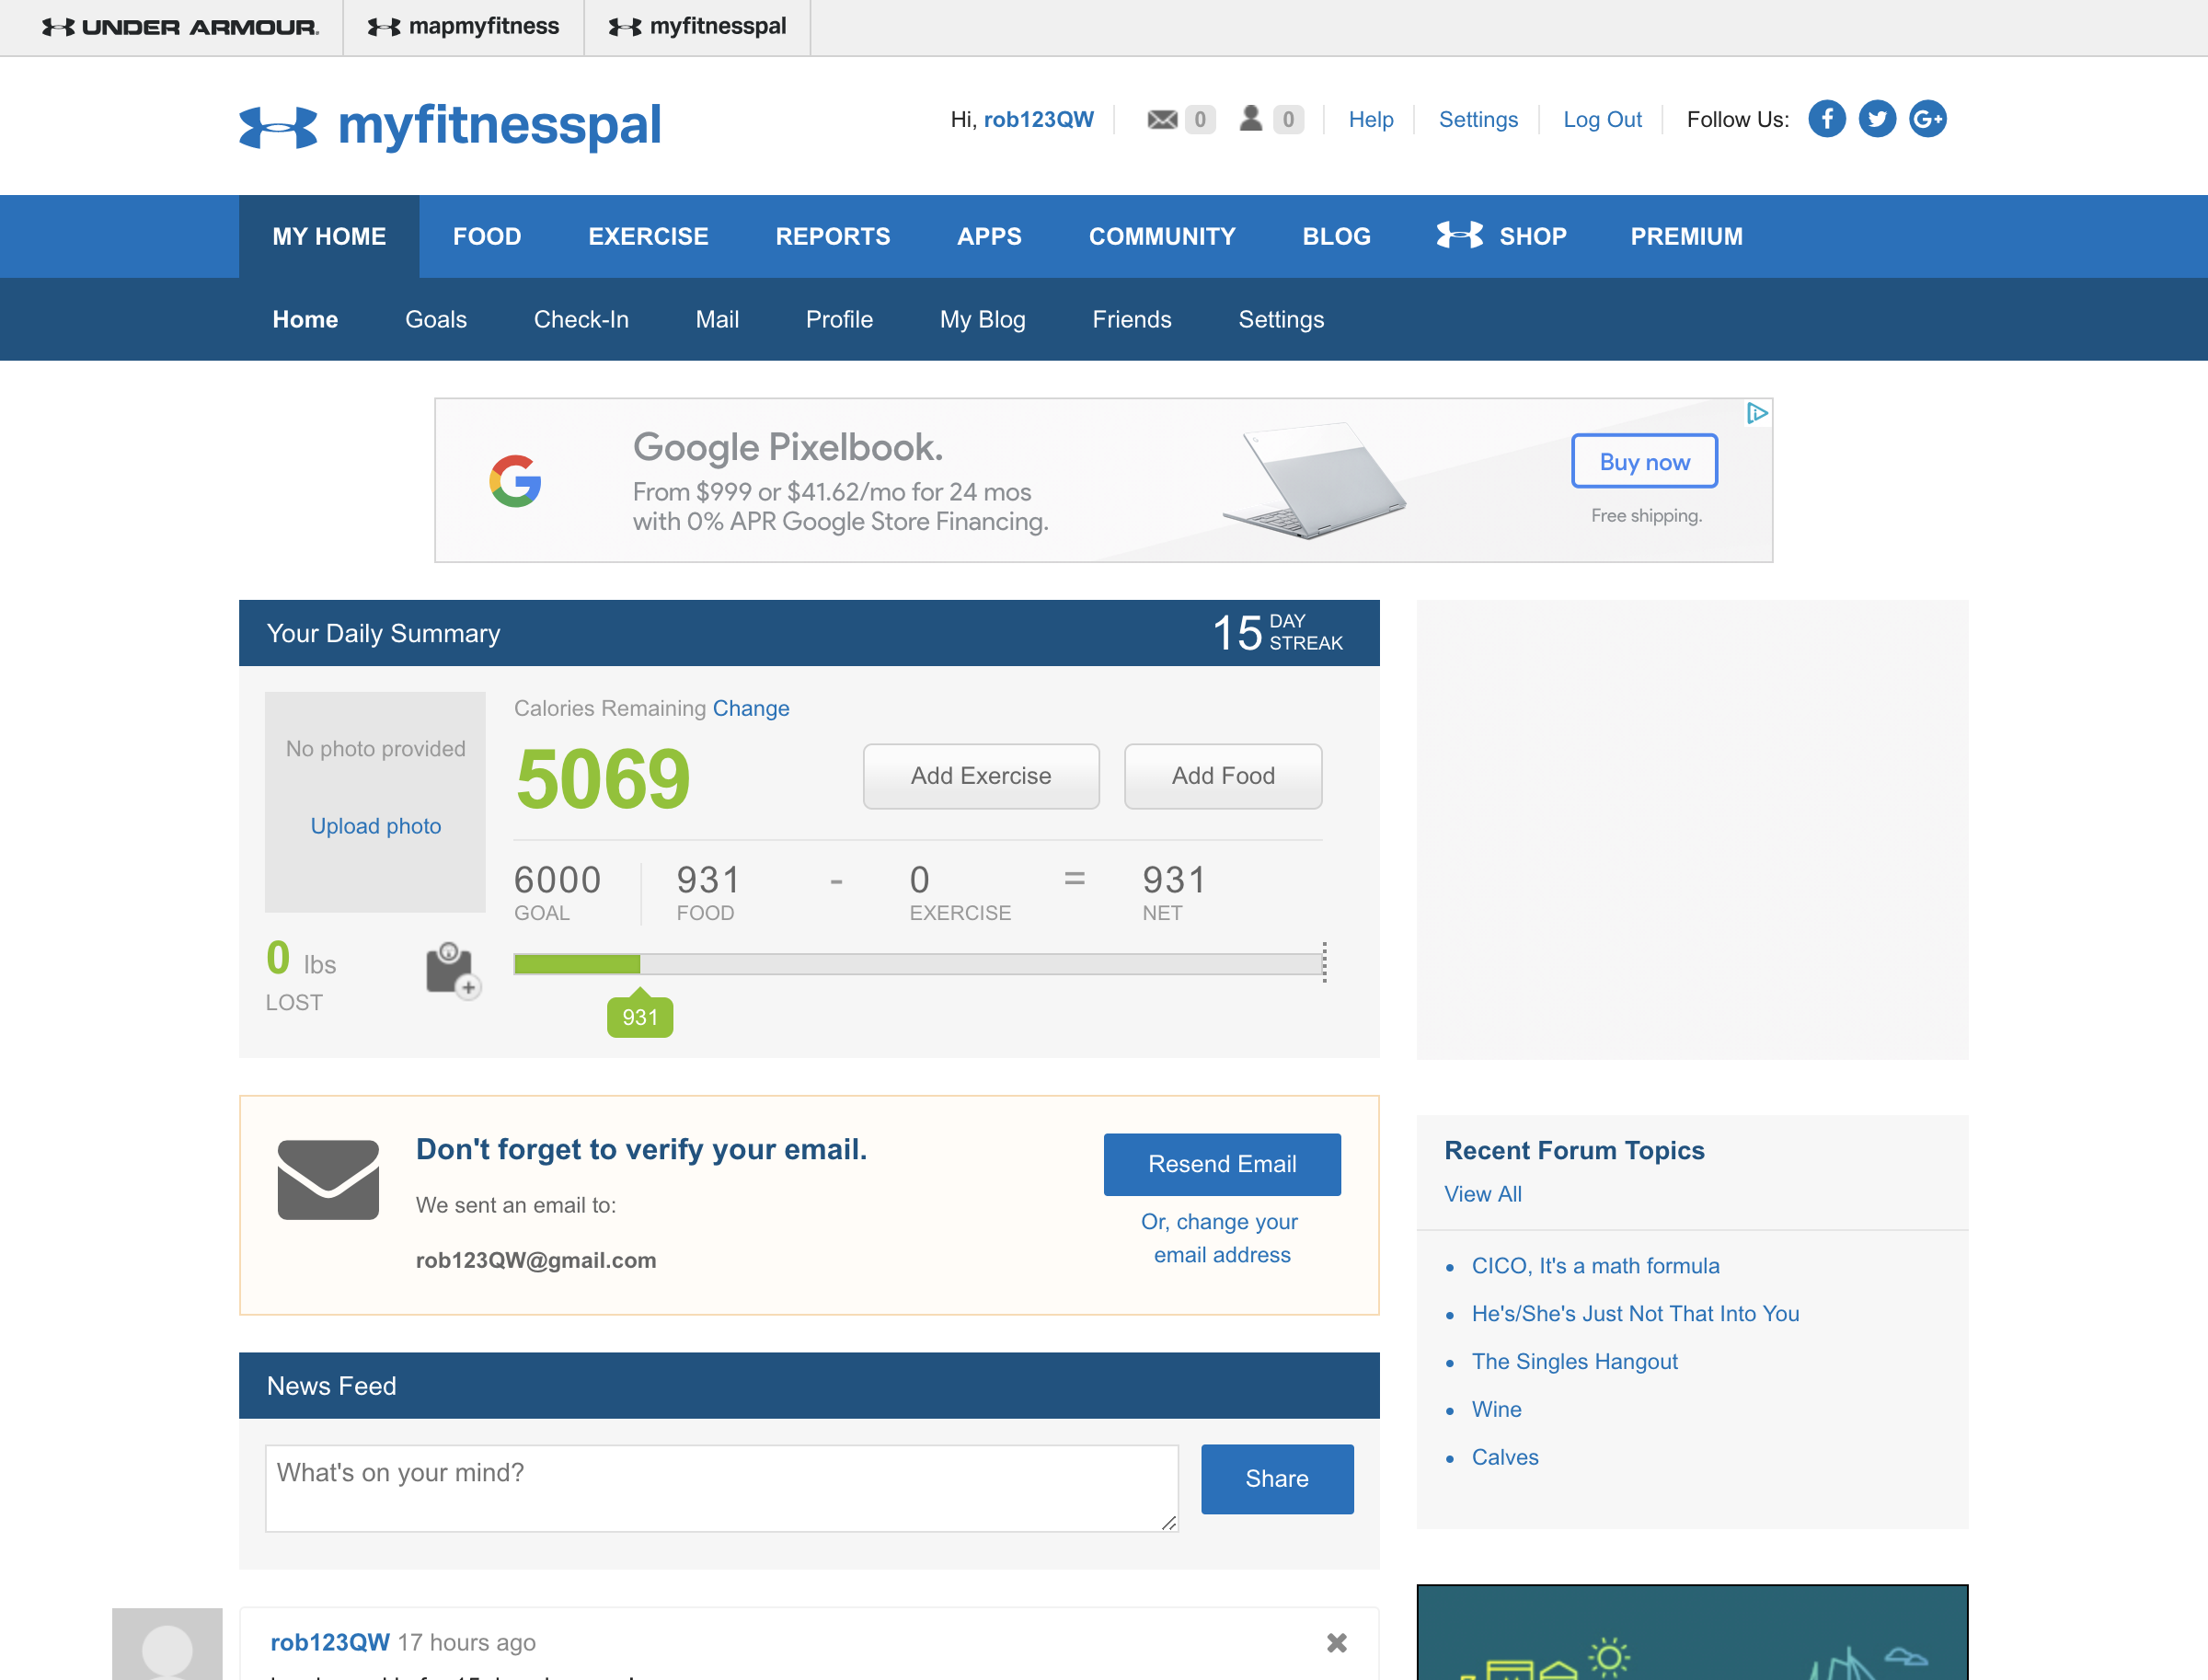 UNDER ARMOUR.
mapmyfitness
myfitnesspal
myfitnesspal
Hi, rob123QW
0
0
Help
Settings
Log Out
Follow Us:
MY HOME
FOOD
EXERCISE
REPORTS
APPS
COMMUNITY
BLOG
SHOP
PREMIUM
Home
Goals
Check-In
Mail
Profile
My Blog
Friends
Settings
Google Pixelbook.
From $999 or $41.62/mo for 24 mos
with 0% APR Google Store Financing.
Buy now
Free shipping.
Your Daily Summary
15 DAY STREAK
No photo provided
Upload photo
Calories Remaining Change
5069
Add Exercise
Add Food
6000
GOAL
931
FOOD
-
0
EXERCISE
=
931
NET
0 lbs
LOST
931
Don't forget to verify your email.
We sent an email to:
rob123QW@gmail.com
Resend Email
Or, change your
email address
News Feed
What's on your mind?
Share
rob123QW 17 hours ago
Recent Forum Topics
View All
CICO, It's a math formula
He's/She's Just Not That Into You
The Singles Hangout
Wine
Calves